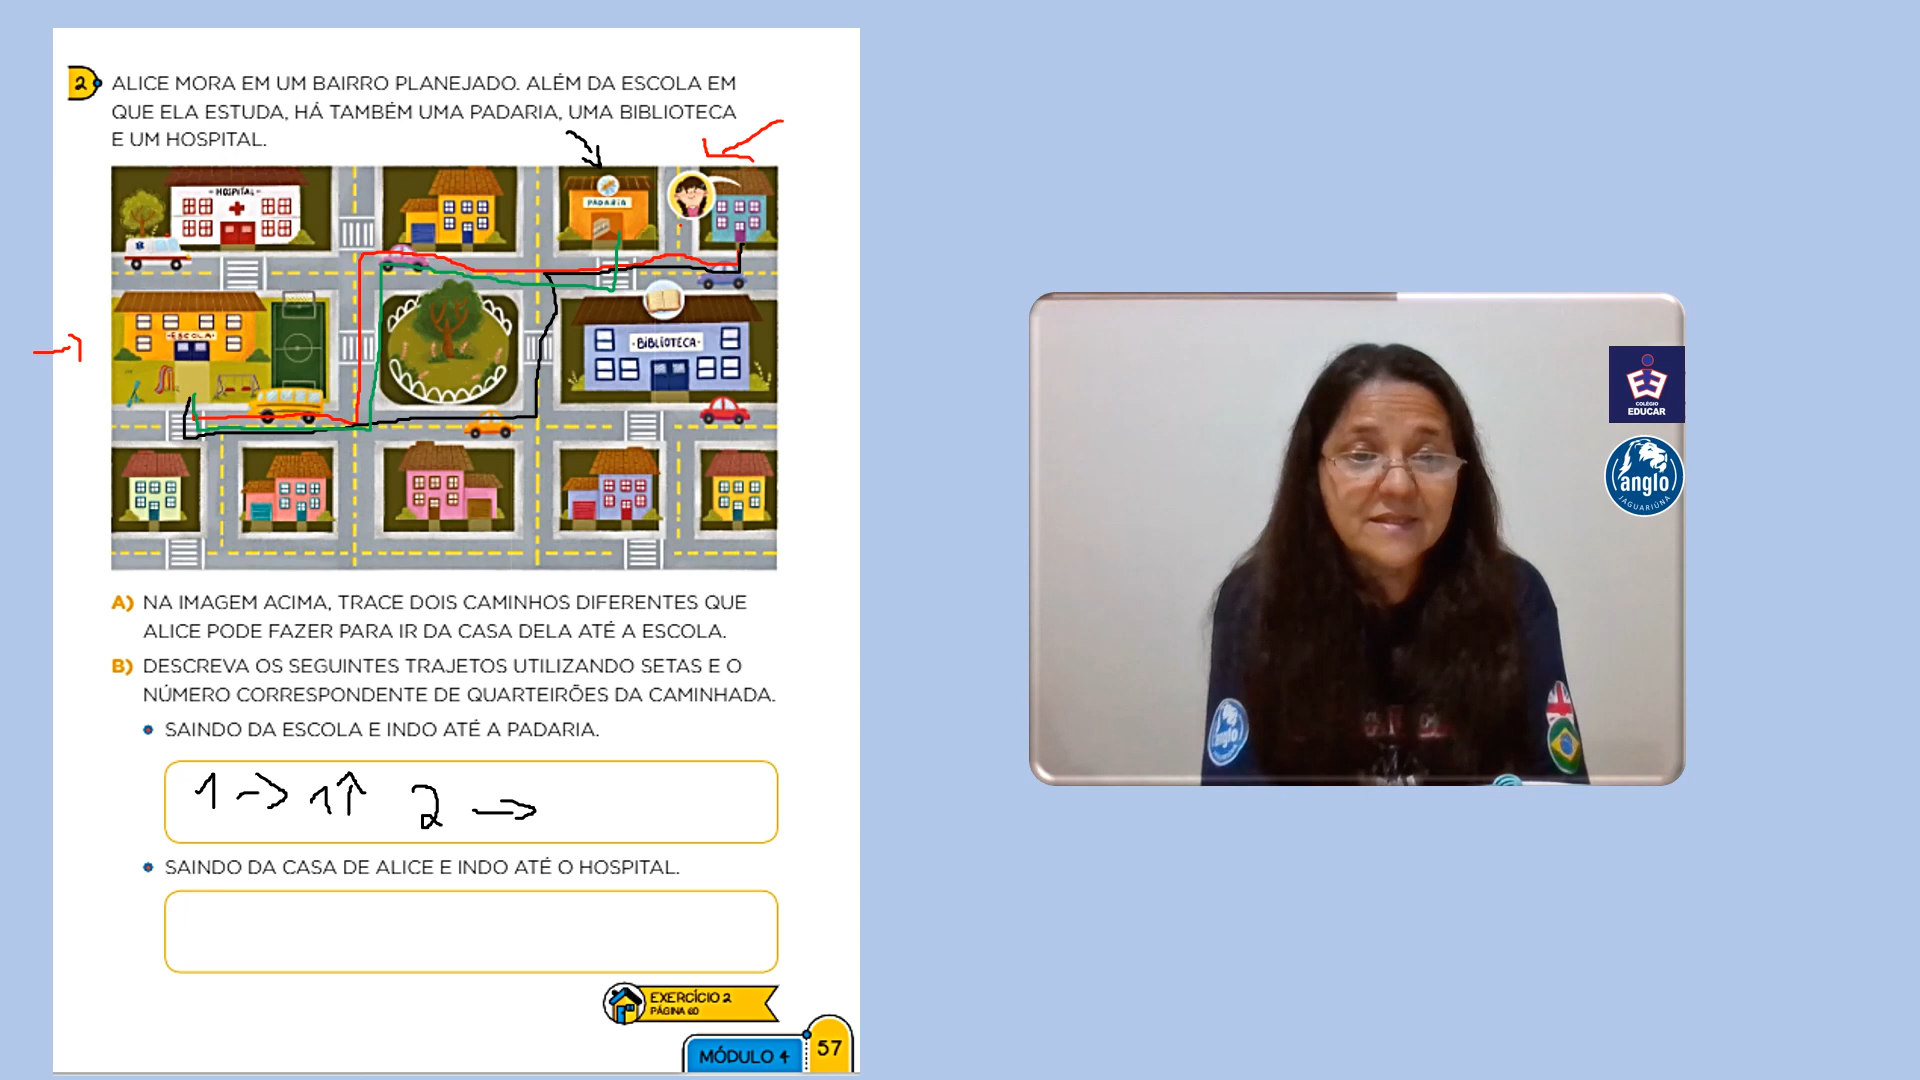 2 ALICE MORA EM UM BAIRRO PLANEJADO. ALÉM DA ESCOLA EM
QUE ELA ESTUDA, HÁ TAMBÉM UMA PADARIA, UMA BIBLIOTECA
E UM HOSPITAL.
HOSPITAL
PADARIA
ESCOLA
BIBLIOTECA
A) NA IMAGEM ACIMA, TRACE DOIS CAMINHOS DIFERENTES QUE
ALICE PODE FAZER PARA IR DA CASA DELA ATÉ A ESCOLA.
B) DESCREVA OS SEGUINTES TRAJETOS UTILIZANDO SETAS E O
NÚMERO CORRESPONDENTE DE QUARTEIRÕES DA CAMINHADA.
• SAINDO DA ESCOLA E INDO ATÉ A PADARIA.
1 → 1 ↑ 2 →
• SAINDO DA CASA DE ALICE E INDO ATÉ O HOSPITAL.
EXERCÍCIO 2
PÁGINA 60
MÓDULO 4 57
COLÉGIO
EDUCAR
anglo
JAGUARIÚNA
anglo